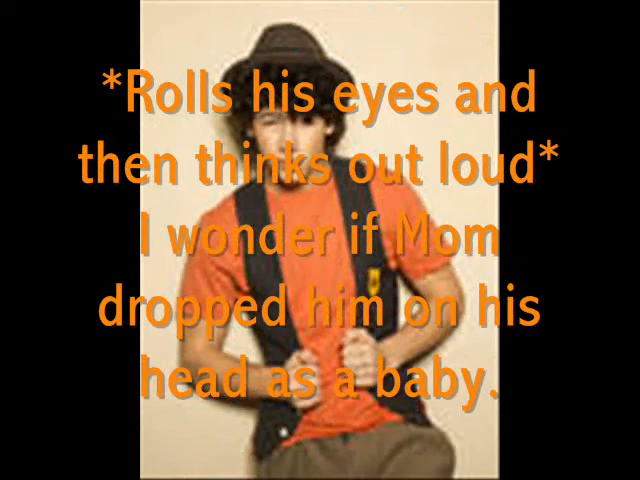 *Rolls his eyes and
then thinks out loud*
I wonder if Mom
dropped him on his
head as a baby.